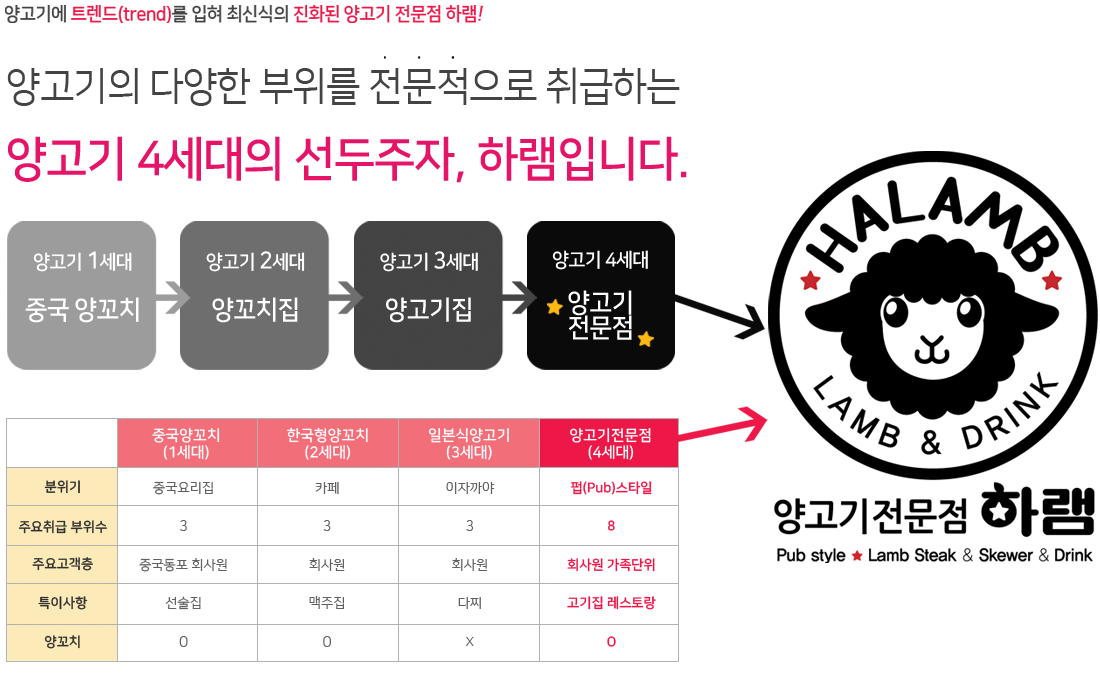 양고기에 트렌드(trend)를 입혀 최신식의 진화된 양고기 전문점 하램!
양고기의 다양한 부위를 전문적으로 취급하는
양고기 4세대의 선두주자, 하램입니다.
양고기 1세대
중국 양꼬치
양고기 2세대
양꼬치집
양고기 3세대
양고기집
양고기 4세대
양고기
전문점
HALAMB
LAMB & DRINK
양고기전문점 하램
Pub style ★ Lamb Steak & Skewer & Drink
중국양꼬치 한국형양꼬치 일본식양고기 양고기전문점
(1세대) (2세대) (3세대) (4세대)
분위기 중국요리집 카페 이자까야 펍(Pub)스타일
주요취급 부위수 3 3 3 8
주요고객층 중국동포 회사원 회사원 회사원 회사원 가족단위
특이사항 선술집 맥주집 다찌 고기집 레스토랑
양꼬치 O O X O